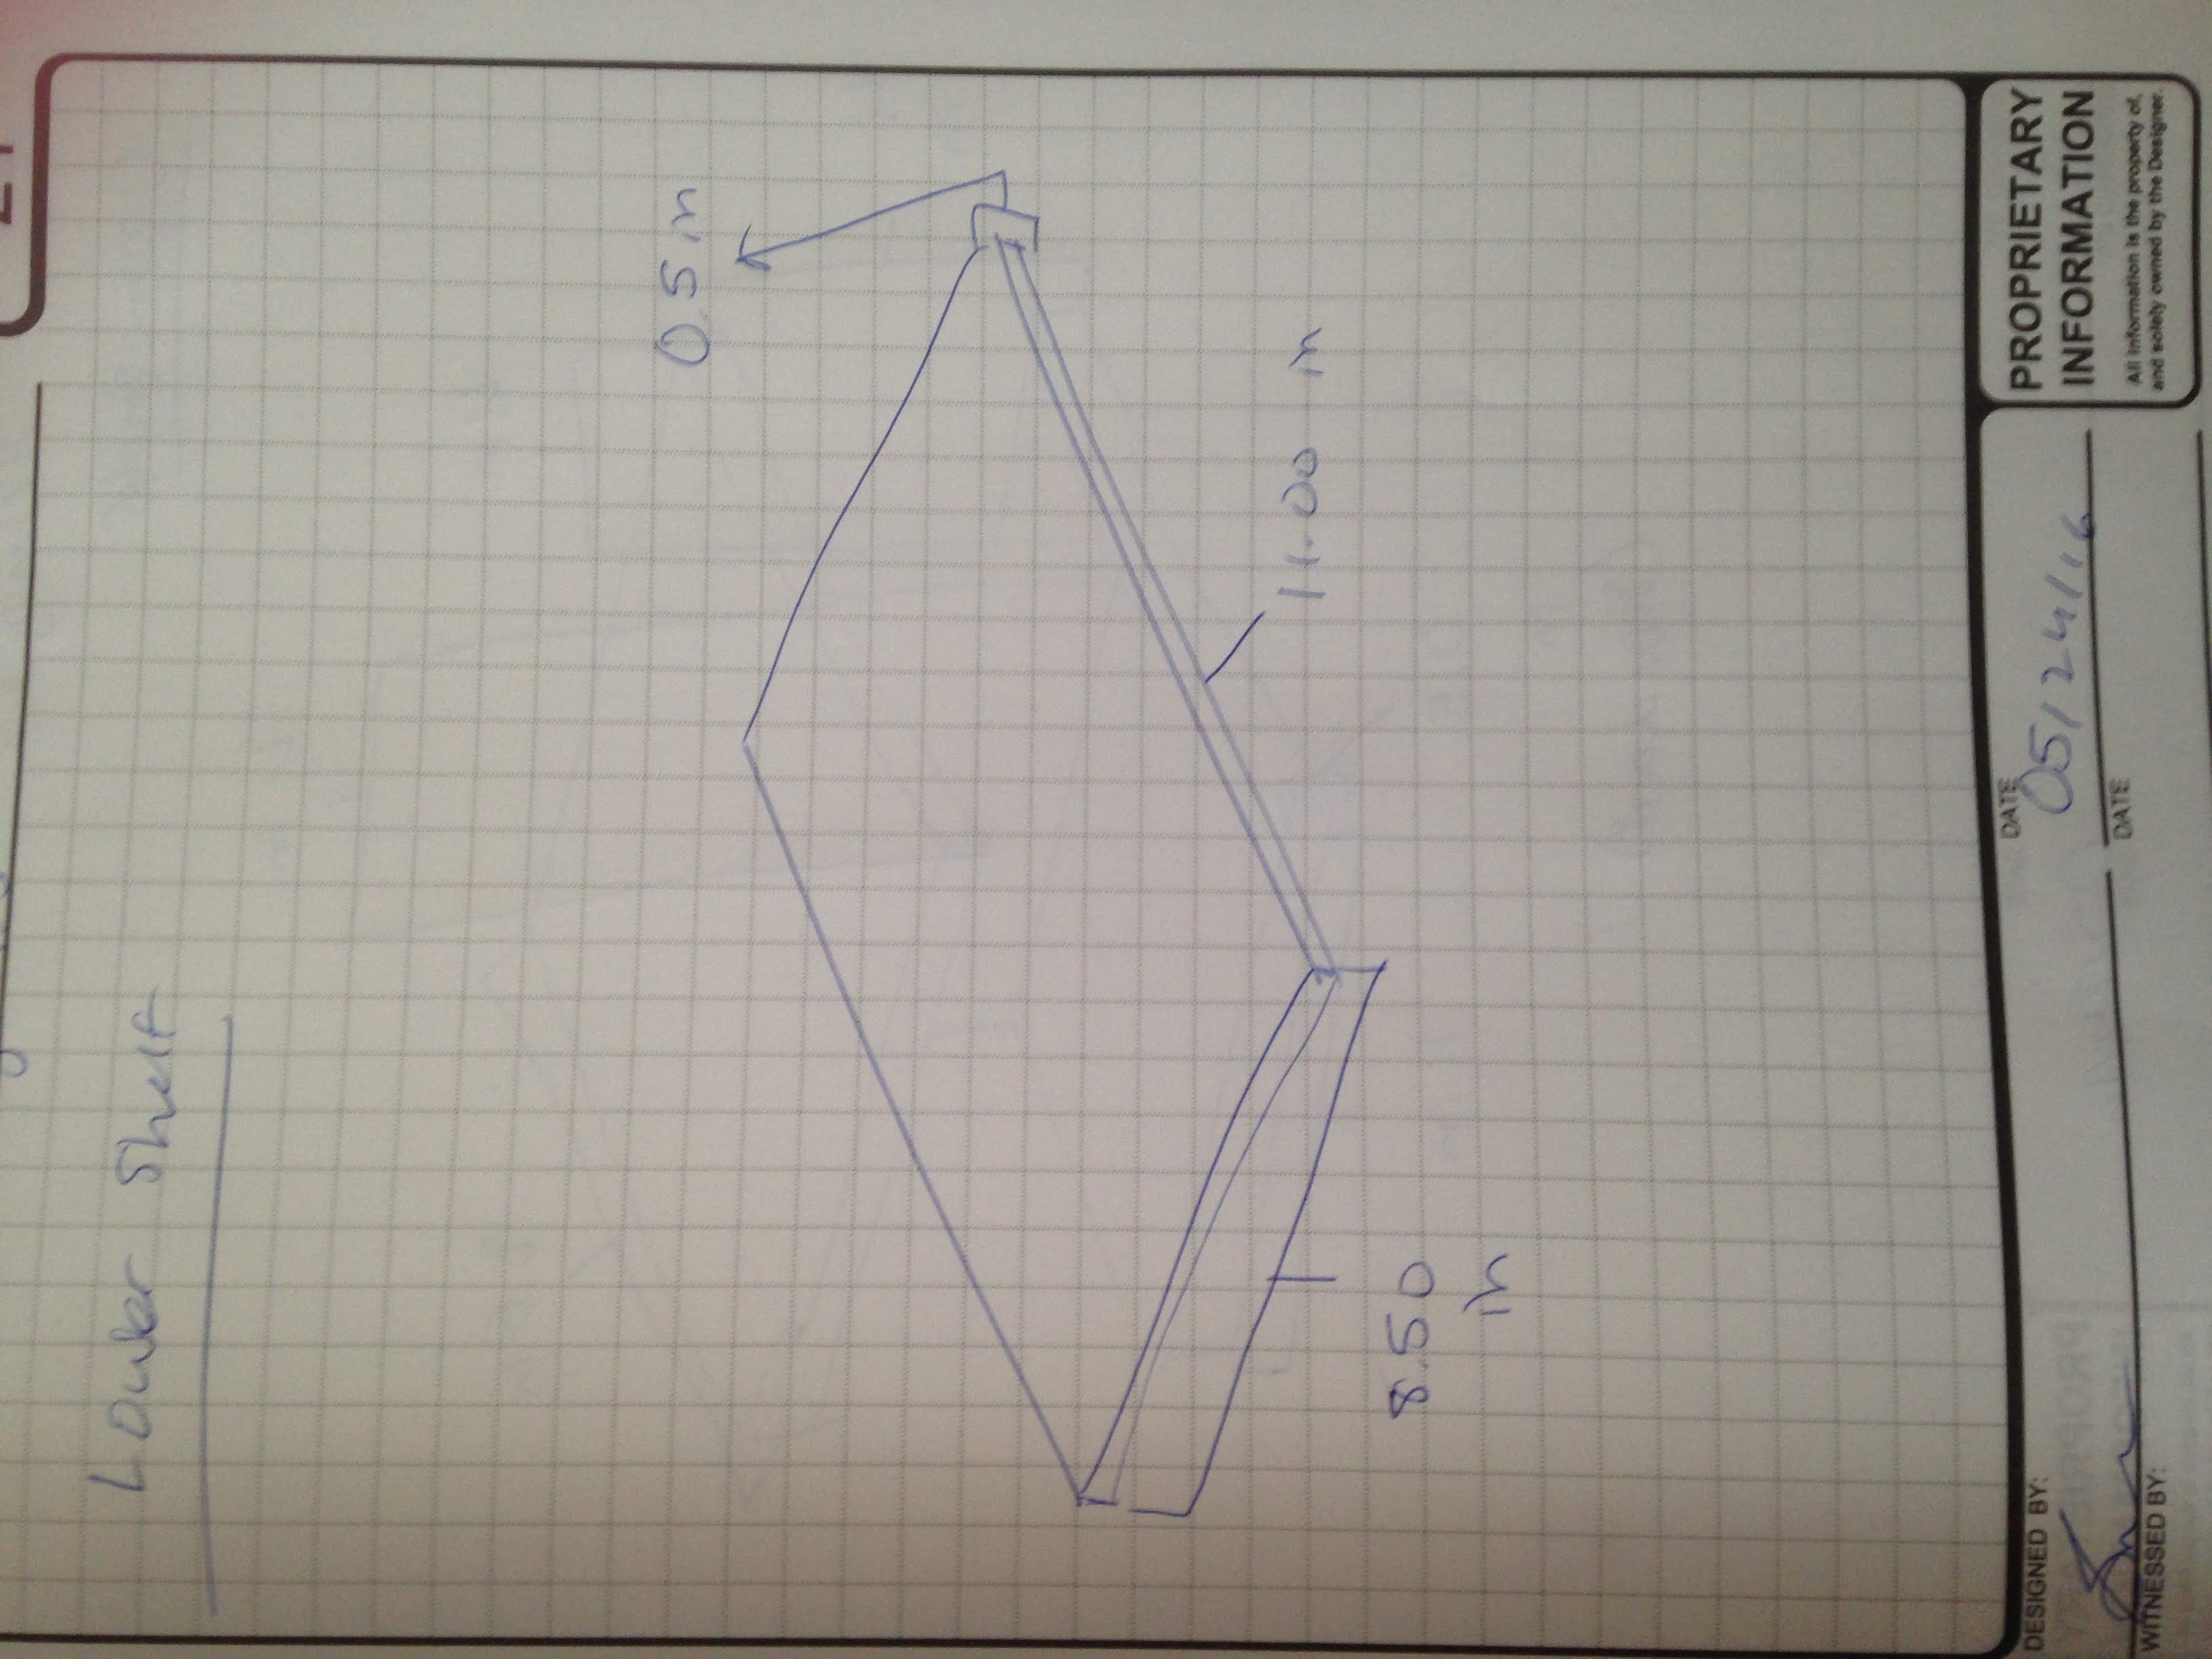 Lower Shelf
0.5 in
11.00 in
8.50
in
DESIGNED BY:
DATE
05/24/16
WITNESSED BY:
DATE
PROPRIETARY
INFORMATION
All information is the property of,
and solely owned by the Designer.